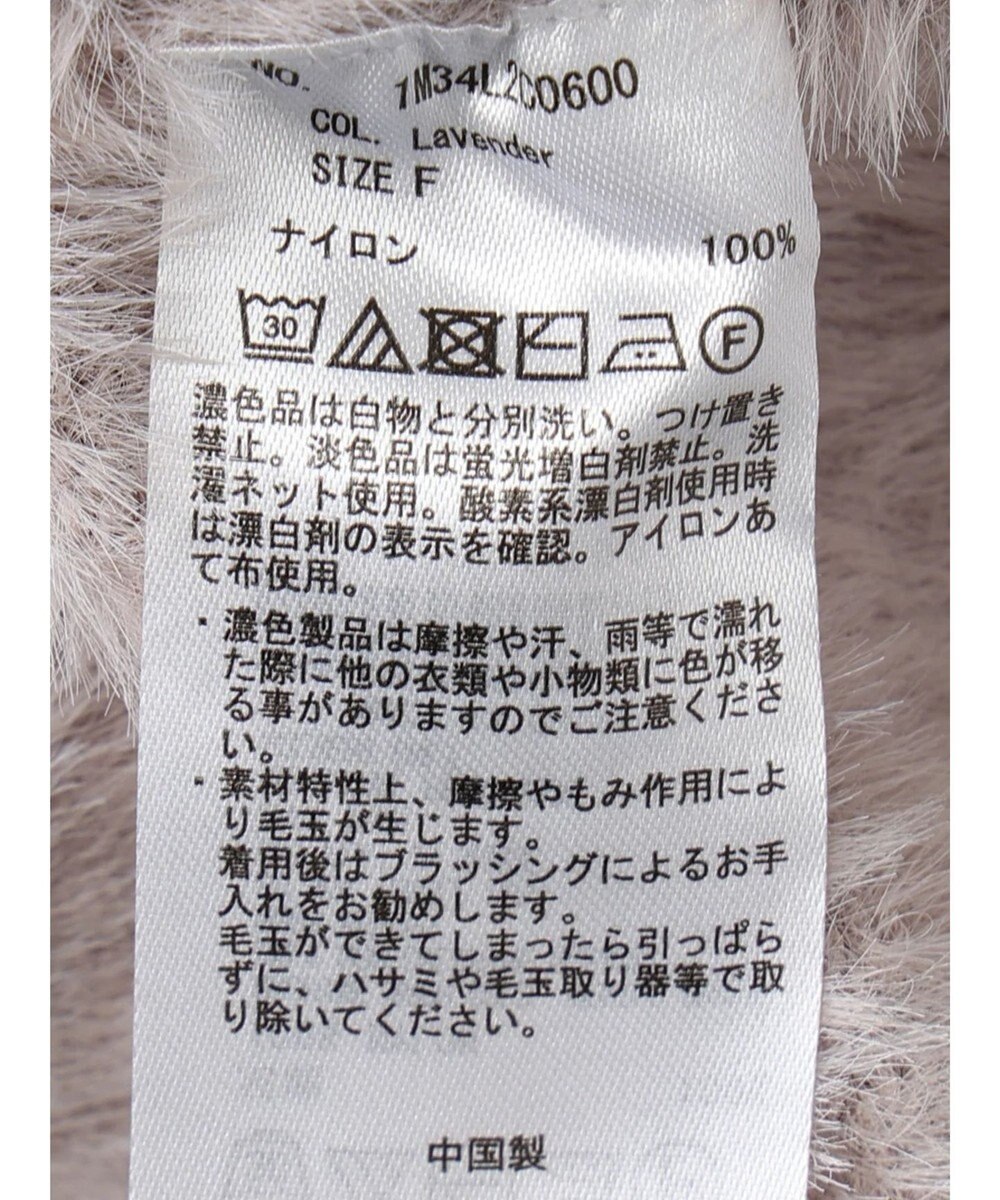 NO. 1M34L2C0600
COL. Lavender
SIZE F
ナイロン 100%
30 F
濃色品は白物と分別洗い。つけ置き
禁止。淡色品は蛍光増白剤禁止。洗
濯ネット使用。酸素系漂白剤使用時
は漂白剤の表示を確認。アイロンあ
て布使用。
・濃色製品は摩擦や汗、雨等で濡れ
た際に他の衣類や小物類に色が移
る事がありますのでご注意くださ
い。
・素材特性上、摩擦やもみ作用によ
り毛玉が生じます。
着用後はブラッシングによるお手
入れをお勧めします。
毛玉ができてしまったら引っぱら
ずに、ハサミや毛玉取り器等で取
り除いてください。
中国製